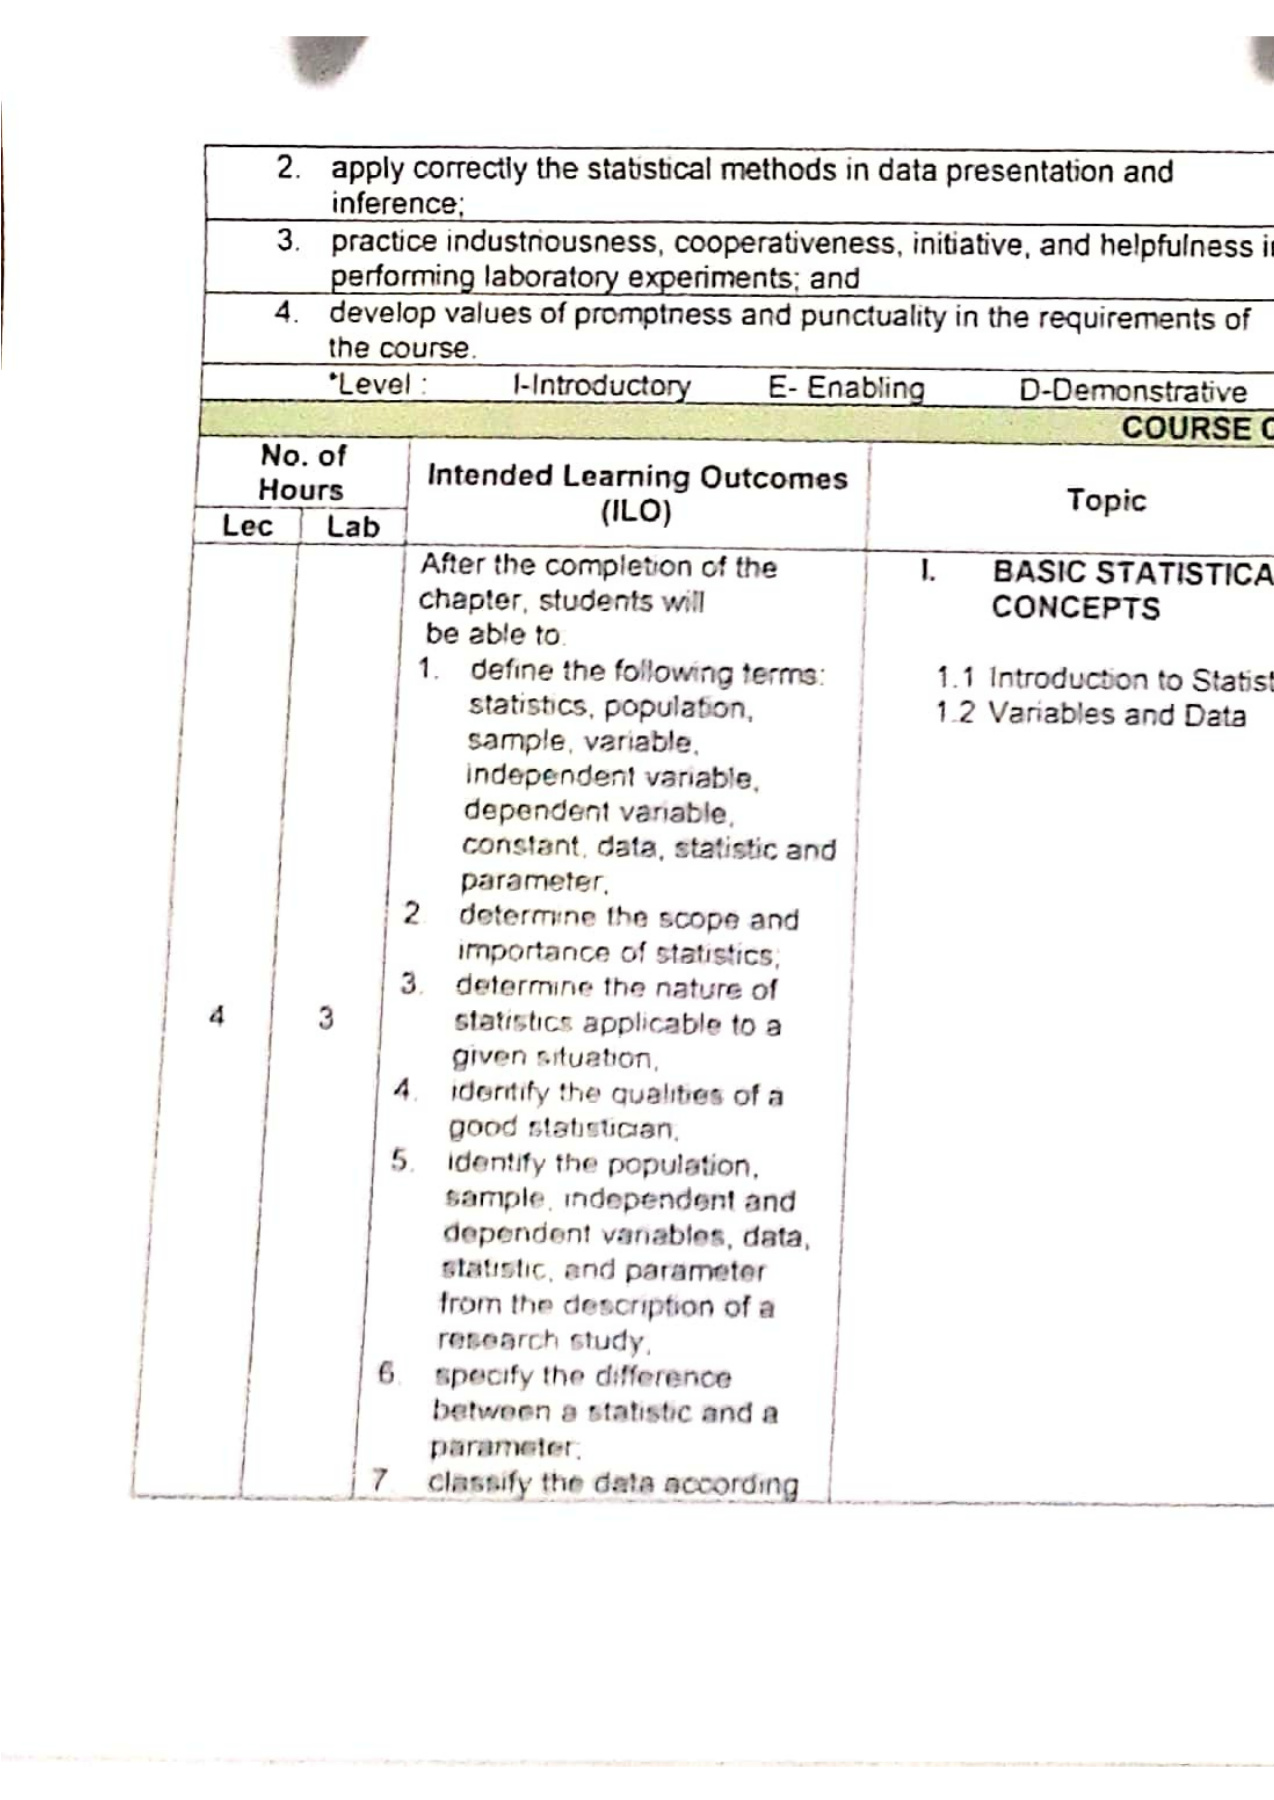 2. apply correctly the statistical methods in data presentation and
inference;
3. practice industriousness, cooperativeness, initiative, and helpfulness
performing laboratory experiments; and
4. develop values of promptness and punctuality in the requirements of
the course.
*Level : I-Introductory E- Enabling D-Demonstrative
COURSE
No. of
Hours
Lec Lab
Intended Learning Outcomes
(ILO)
Topic
4
3
After the completion of the
chapter, students will
be able to:
1. define the following terms:
statistics, population,
sample, variable,
independent variable,
dependent variable,
constant, data, statistic and
parameter,
2. determine the scope and
importance of statistics;
3. determine the nature of
statistics applicable to a
given situation,
4. identify the qualities of a
good statistician,
5. identify the population,
sample, independent and
dependent variables, data,
statistic, and parameter
from the description of a
research study,
6. specify the difference
between a statistic and a
parameter;
7. classify the data according
I. BASIC STATISTICA
CONCEPTS
1.1 Introduction to Statist
1.2 Variables and Data